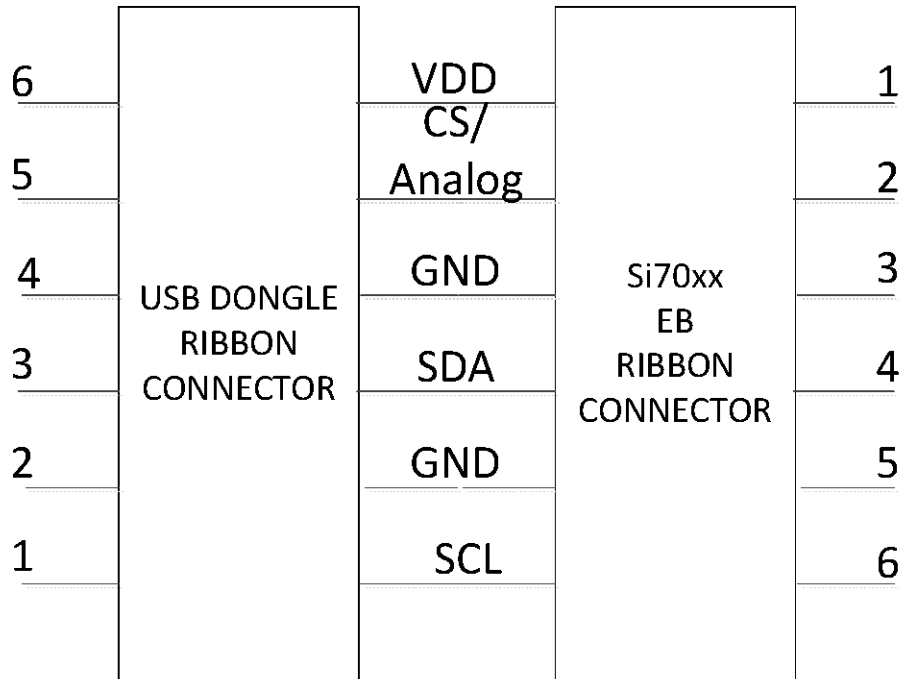 6
VDD
1
CS/
5
Analog
2
4
GND
3
USB DONGLE
RIBBON
CONNECTOR
Si70xx
EB
RIBBON
CONNECTOR
3
SDA
4
2
GND
5
1
SCL
6